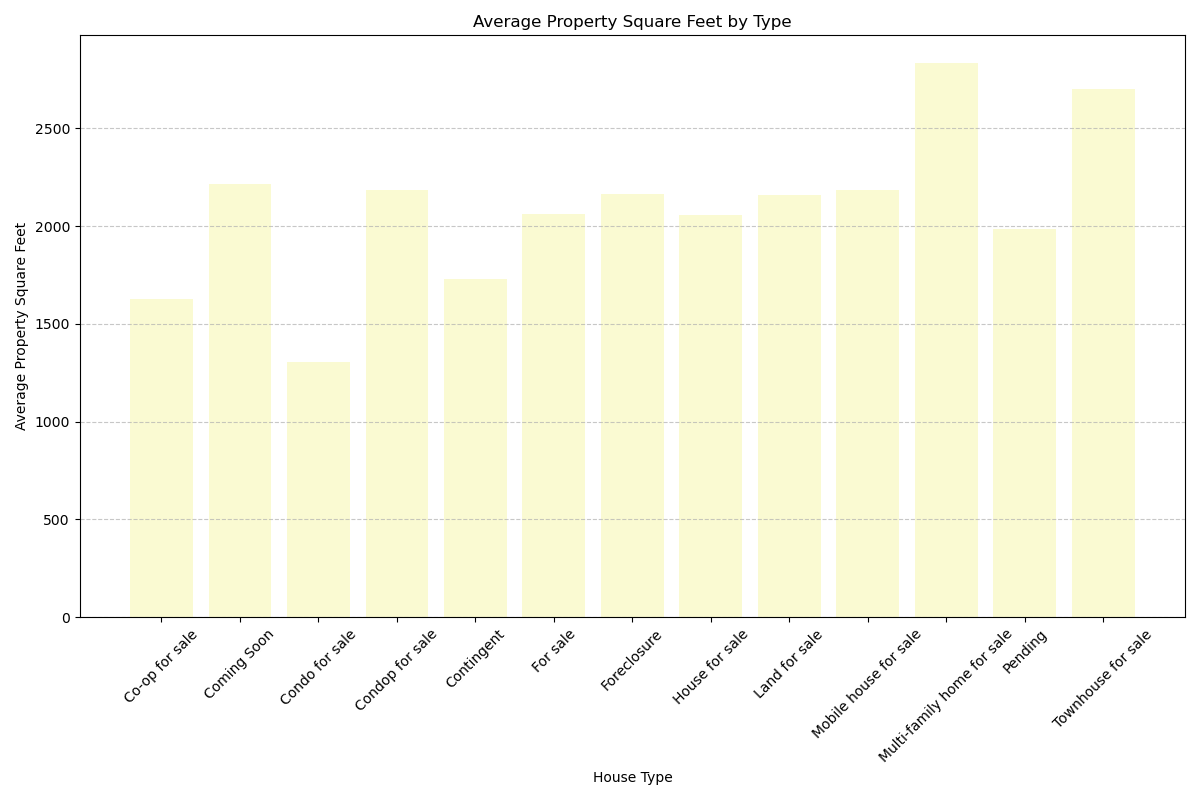 Average Property Square Feet by Type
Average Property Square Feet
2500
2000
1500
1000
500
0
Co-op for sale
Coming Soon
Condo for sale
Condop for sale
Contingent
For sale
Foreclosure
House for sale
Land for sale
Mobile house for sale
Multi-family home for sale
Pending
Townhouse for sale
House Type